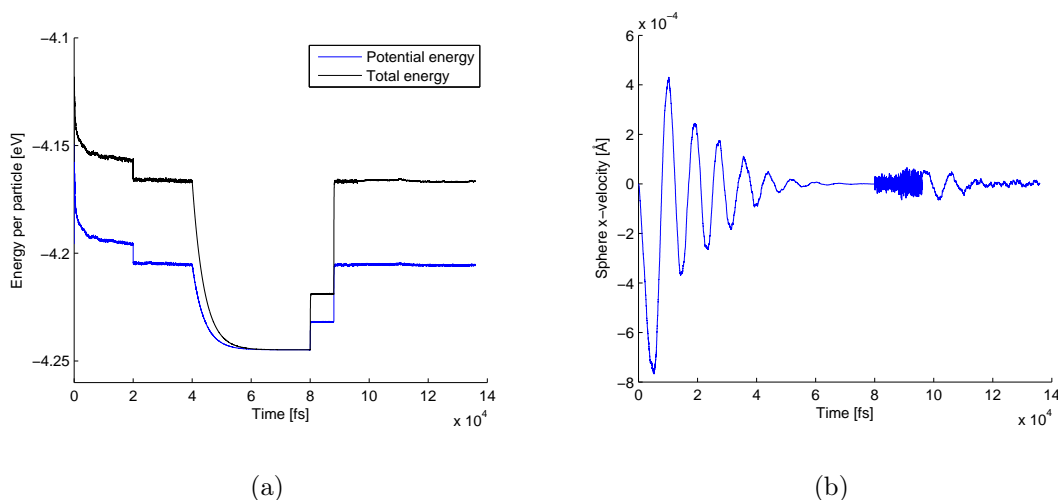 −4.1
−4.15
−4.2
−4.25
Energy per particle [eV]
Potential energy
Total energy
0 2 4 6 8 10 12 14
Time [fs]
x 10^4
(a)
x 10^−4
6
4
2
0
−2
−4
−6
−8
Sphere x−velocity [Å]
0 2 4 6 8 10 12 14
Time [fs]
x 10^4
(b)